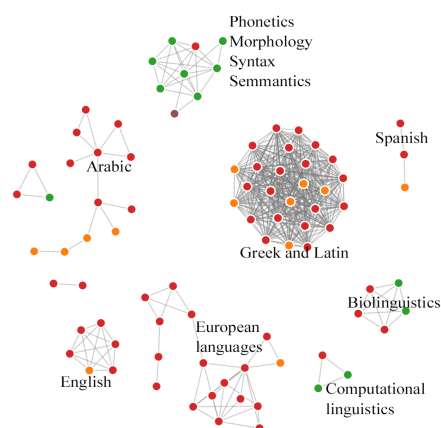 Phonetics
Morphology
Syntax
Semmantics
Spanish
Arabic
Greek and Latin
Biolinguistics
European
languages
English
Computational
linguistics